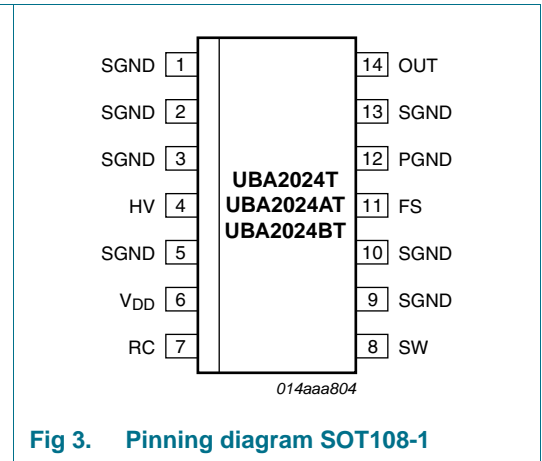 SGND 1 14 OUT
SGND 2 13 SGND
SGND 3 12 PGND
UBA2024T
HV 4 UBA2024AT 11 FS
UBA2024BT
SGND 5 10 SGND
VDD 6 9 SGND
RC 7 8 SW
014aaa804
Fig 3. Pinning diagram SOT108-1